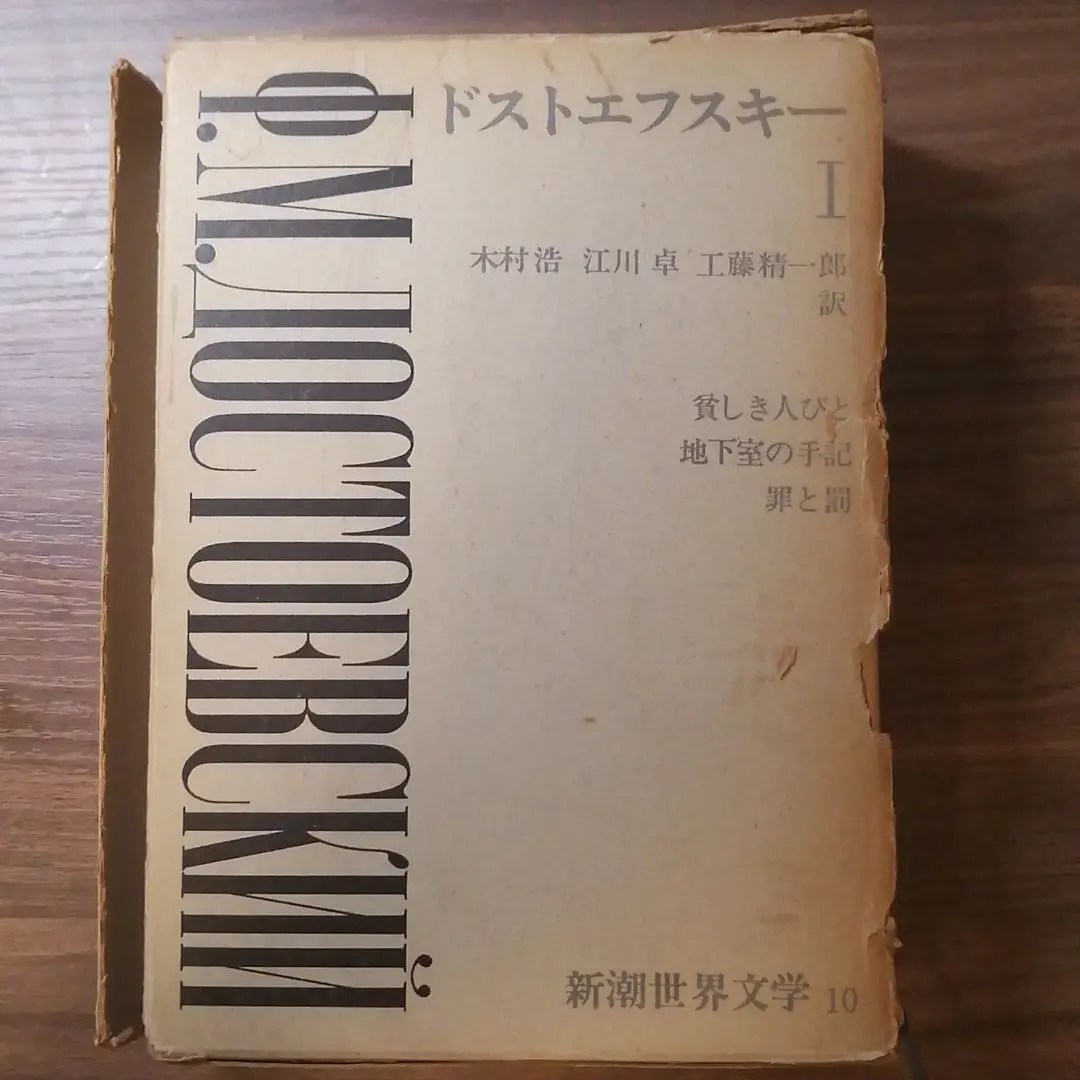 Ф.М.ДОСТОЕВСКИЙ
ドストエフスキー
I
木村浩 江川卓 工藤精一郎
訳
貧しき人びと
地下室の手記
罪と罰
新潮世界文学 10